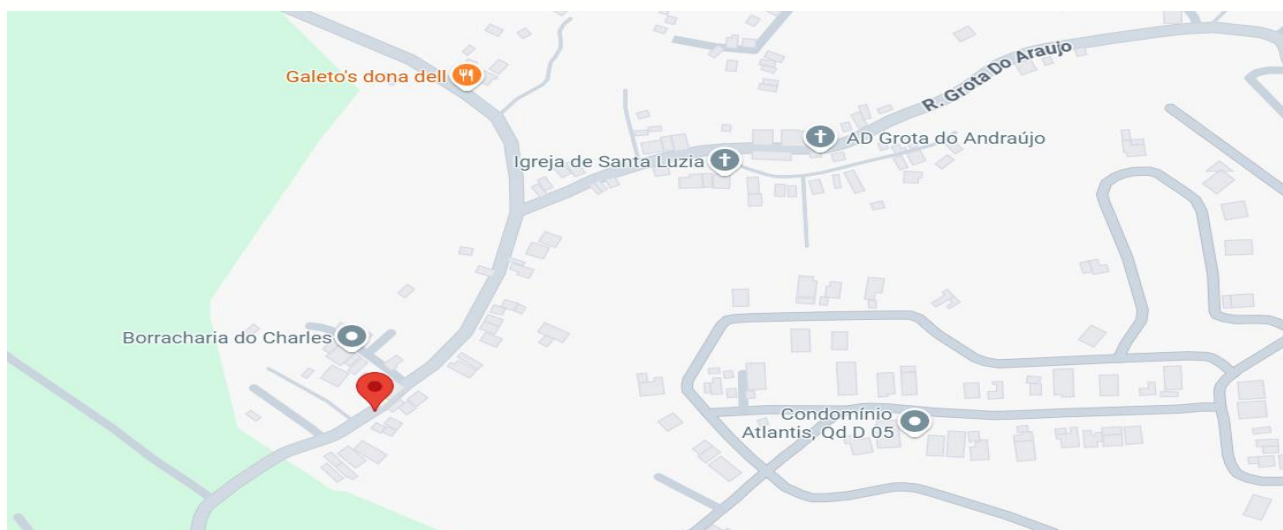 R. Grota Do Araujo
Galeto's dona dell
AD Grota do Andraújo
Igreja de Santa Luzia
Borracharia do Charles
Condomínio
Atlantis, Qd D 05